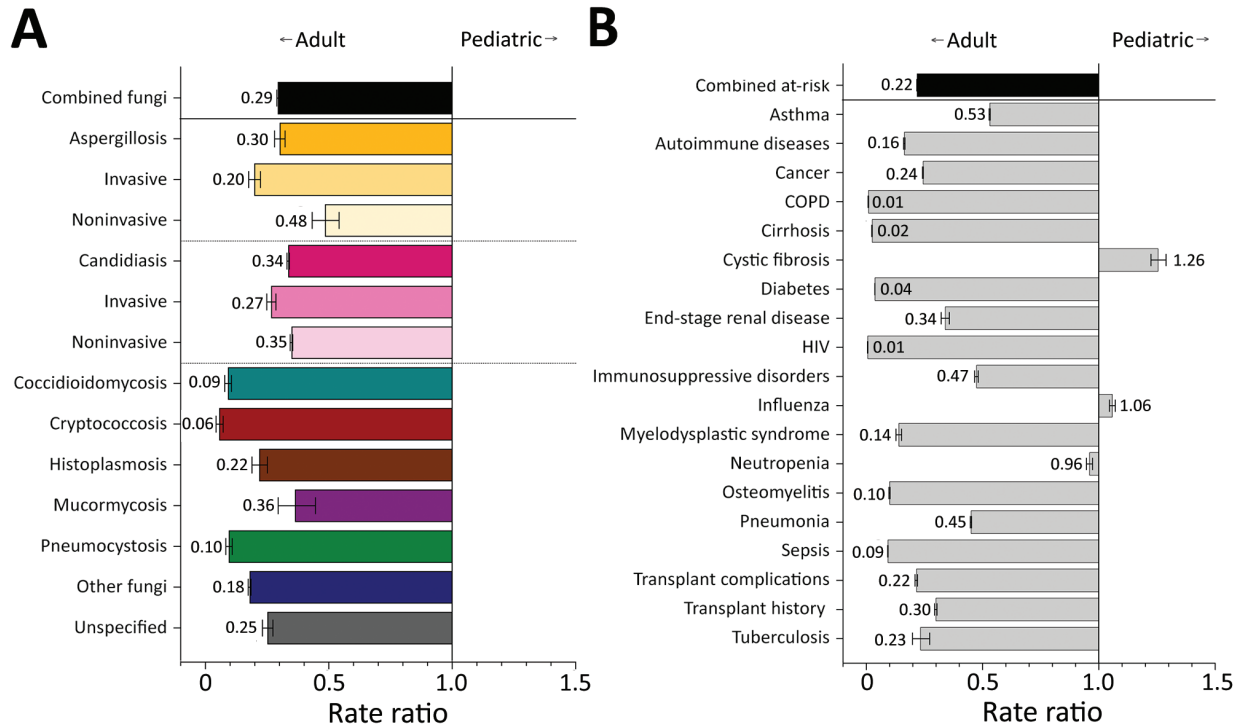 A
←Adult Pediatric→
Combined fungi 0.29
Aspergillosis 0.30
Invasive 0.20
Noninvasive 0.48
Candidiasis 0.34
Invasive 0.27
Noninvasive 0.35
Coccidioidomycosis 0.09
Cryptococcosis 0.06
Histoplasmosis 0.22
Mucormycosis 0.36
Pneumocystosis 0.10
Other fungi 0.18
Unspecified 0.25
0 0.5 1.0 1.5
Rate ratio
B
←Adult Pediatric→
Combined at-risk 0.22
Asthma 0.53
Autoimmune diseases 0.16
Cancer 0.24
COPD 0.01
Cirrhosis 0.02
Cystic fibrosis 1.26
Diabetes 0.04
End-stage renal disease 0.34
HIV 0.01
Immunosuppressive disorders 0.47
Influenza 1.06
Myelodysplastic syndrome 0.14
Neutropenia 0.96
Osteomyelitis 0.10
Pneumonia 0.45
Sepsis 0.09
Transplant complications 0.22
Transplant history 0.30
Tuberculosis 0.23
0 0.5 1.0 1.5
Rate ratio